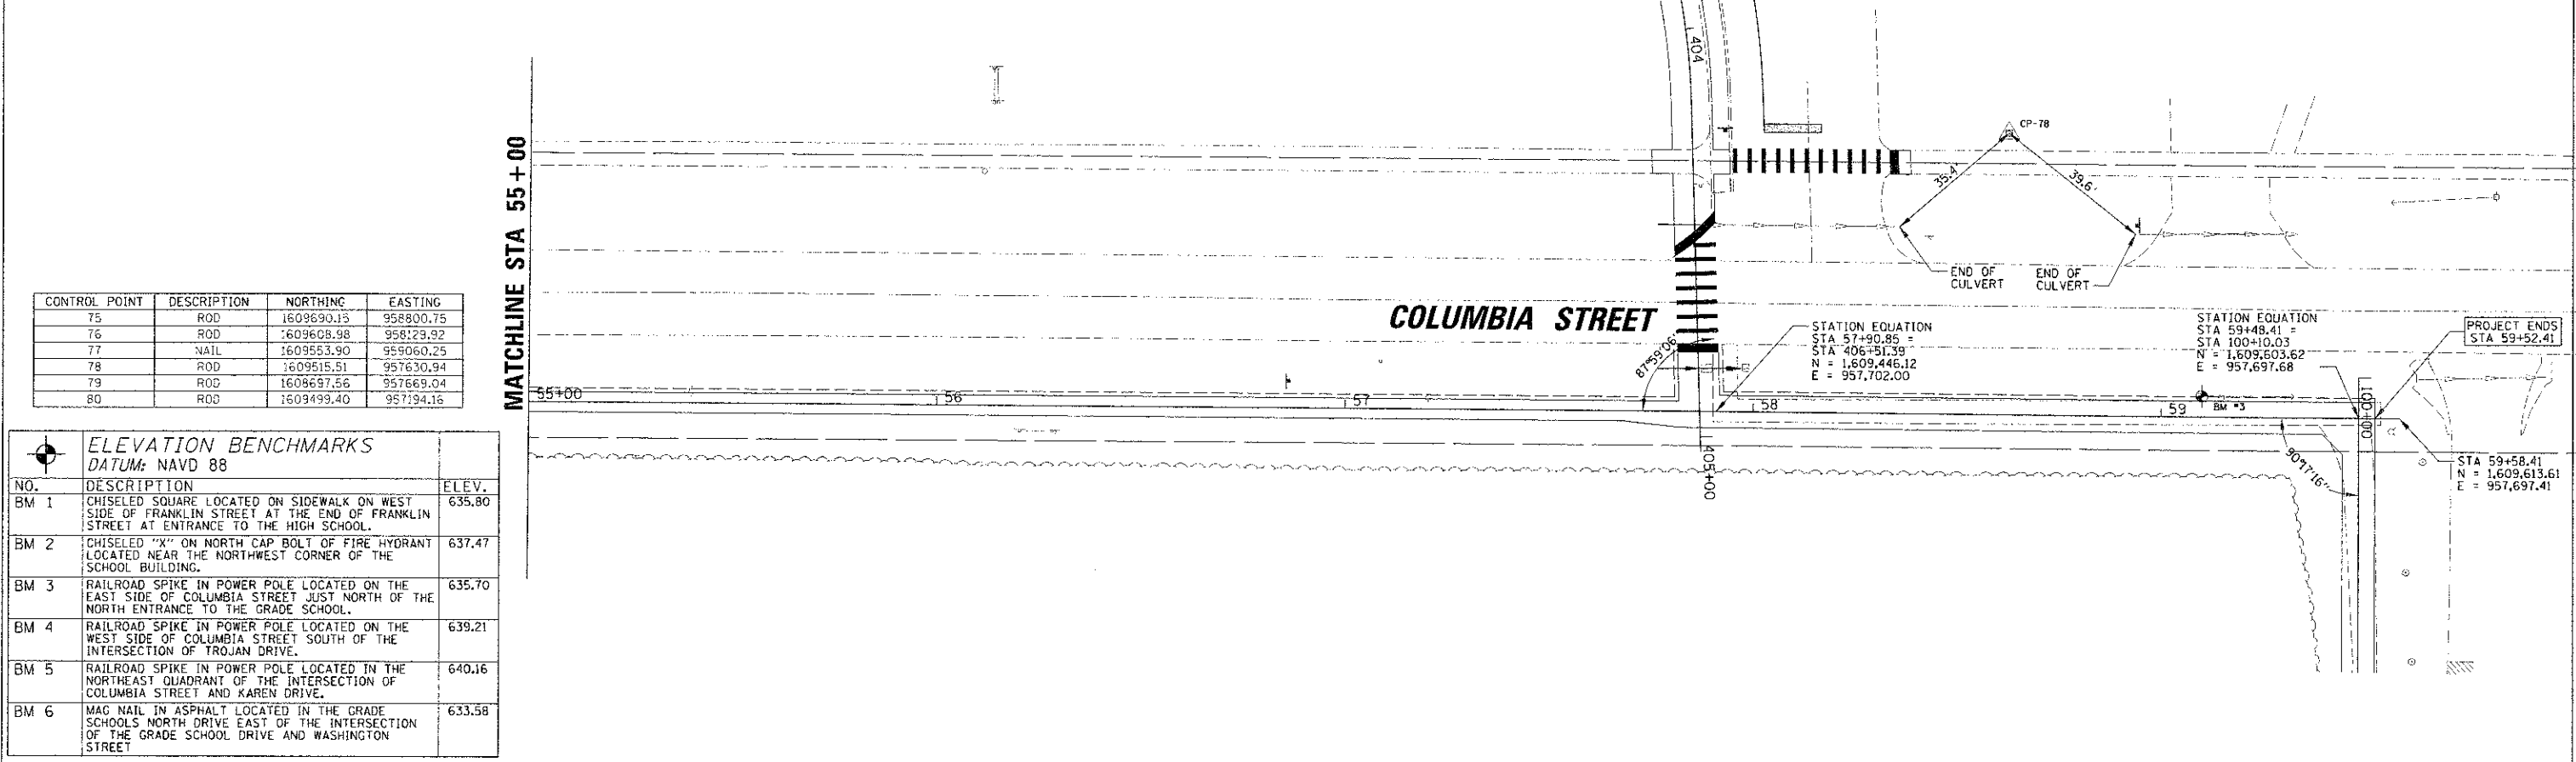 CONTROL POINT DESCRIPTION NORTHING EASTING
75 ROD 1609690.15 958800.75
76 ROD 1609608.98 958129.92
77 NAIL 1609553.90 959060.25
78 ROD 1609515.51 957630.94
79 ROD 1608697.56 957669.04
80 ROD 1609499.40 957194.16
ELEVATION BENCHMARKS
DATUM: NAVD 88
NO. DESCRIPTION ELEV.
BM 1 CHISELED SQUARE LOCATED ON SIDEWALK ON WEST 635.80
SIDE OF FRANKLIN STREET AT THE END OF FRANKLIN
STREET AT ENTRANCE TO THE HIGH SCHOOL.
BM 2 CHISELED "X" ON NORTH CAP BOLT OF FIRE HYDRANT 637.47
LOCATED NEAR THE NORTHWEST CORNER OF THE
SCHOOL BUILDING.
BM 3 RAILROAD SPIKE IN POWER POLE LOCATED ON THE 635.70
EAST SIDE OF COLUMBIA STREET JUST NORTH OF THE
NORTH ENTRANCE TO THE GRADE SCHOOL.
BM 4 RAILROAD SPIKE IN POWER POLE LOCATED ON THE 639.21
WEST SIDE OF COLUMBIA STREET SOUTH OF THE
INTERSECTION OF TROJAN DRIVE.
BM 5 RAILROAD SPIKE IN POWER POLE LOCATED IN THE 640.16
NORTHEAST QUADRANT OF THE INTERSECTION OF
COLUMBIA STREET AND KAREN DRIVE.
BM 6 MAG NAIL IN ASPHALT LOCATED IN THE GRADE 633.58
SCHOOLS NORTH DRIVE EAST OF THE INTERSECTION
OF THE GRADE SCHOOL DRIVE AND WASHINGTON
STREET
MATCHLINE STA 55+00
404
CP-78
35.4'
39.6'
END OF
CULVERT
END OF
CULVERT
COLUMBIA STREET
87°59'06"
STATION EQUATION
STA 57+90.85 =
STA 406+51.39
N = 1,609,446.12
E = 957,702.00
STATION EQUATION
STA 59+48.41 =
STA 100+10.03
N = 1,609,603.62
E = 957,697.68
PROJECT ENDS
STA 59+52.41
55+00
56
57
58
59
BM #3
100+00
405+00
90°17'16"
STA 59+58.41
N = 1,609,613.61
E = 957,697.41